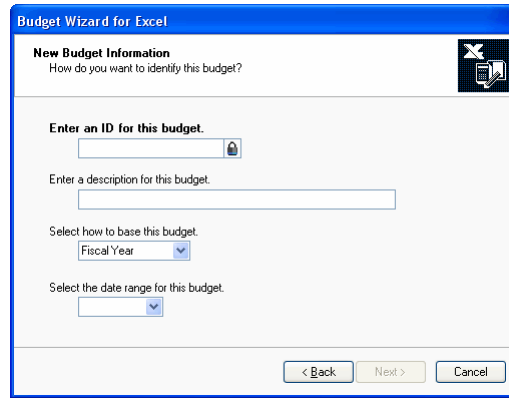 Budget Wizard for Excel
New Budget Information
How do you want to identify this budget?
Enter an ID for this budget.
Enter a description for this budget.
Select how to base this budget.
Fiscal Year
Select the date range for this budget.
< Back Next > Cancel